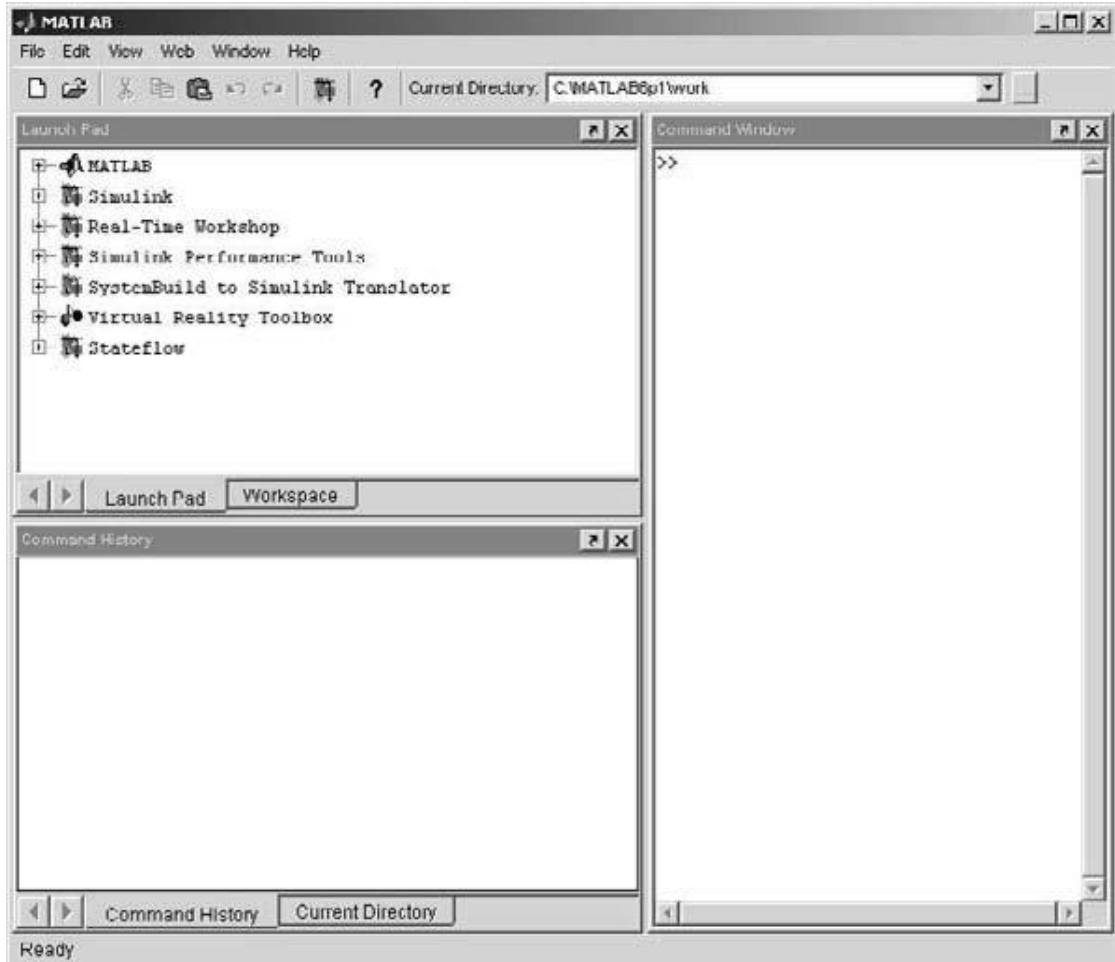 MATLAB
File Edit View Web Window Help
? Current Directory: C:\MATLAB6p1\work
Launch Pad
MATLAB
Simulink
Real-Time Workshop
Simulink Performance Tools
SystemBuild to Simulink Translator
Virtual Reality Toolbox
Stateflow
Launch Pad Workspace
Command History
Command History Current Directory
Command Window
>>
Ready